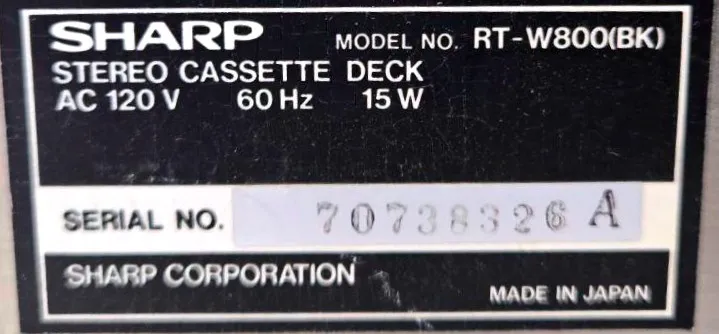 SHARP MODEL NO. RT-W800(BK)
STEREO CASSETTE DECK
AC 120 V 60 Hz 15 W
SERIAL NO. 70738326 A
SHARP CORPORATION
MADE IN JAPAN